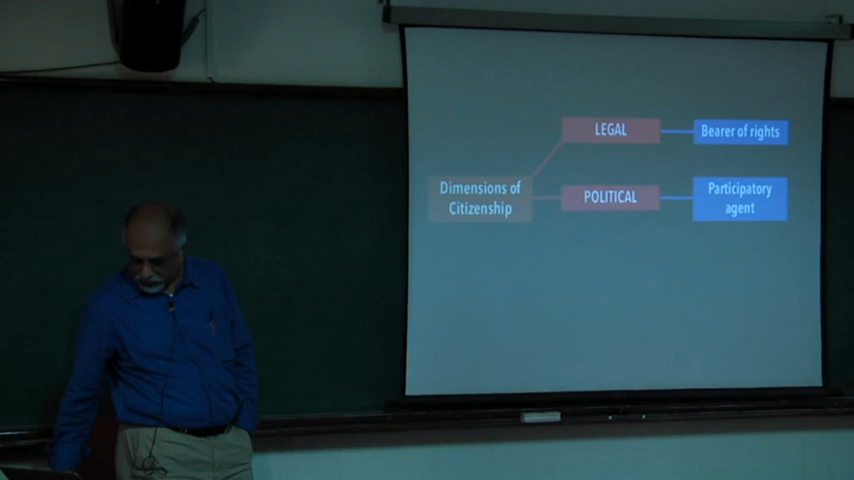 Dimensions of
Citizenship
LEGAL
Bearer of rights
POLITICAL
Participatory
agent